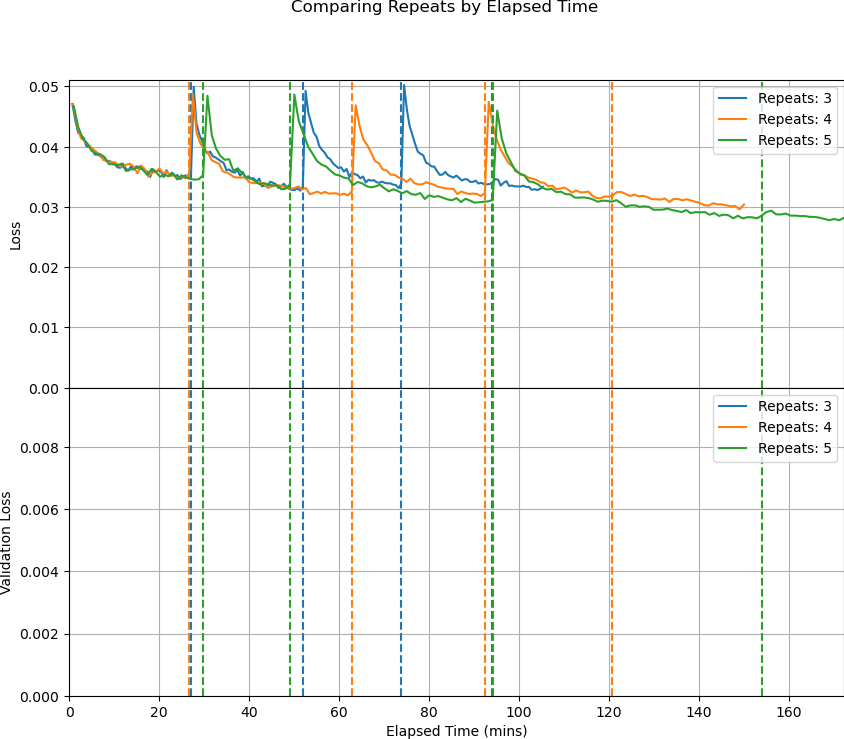 Comparing Repeats by Elapsed Time
0.05
0.04
0.03
0.02
0.01
0.00
Loss
Repeats: 3
Repeats: 4
Repeats: 5
0.008
0.006
0.004
0.002
0.000
Validation Loss
Repeats: 3
Repeats: 4
Repeats: 5
0 20 40 60 80 100 120 140 160
Elapsed Time (mins)